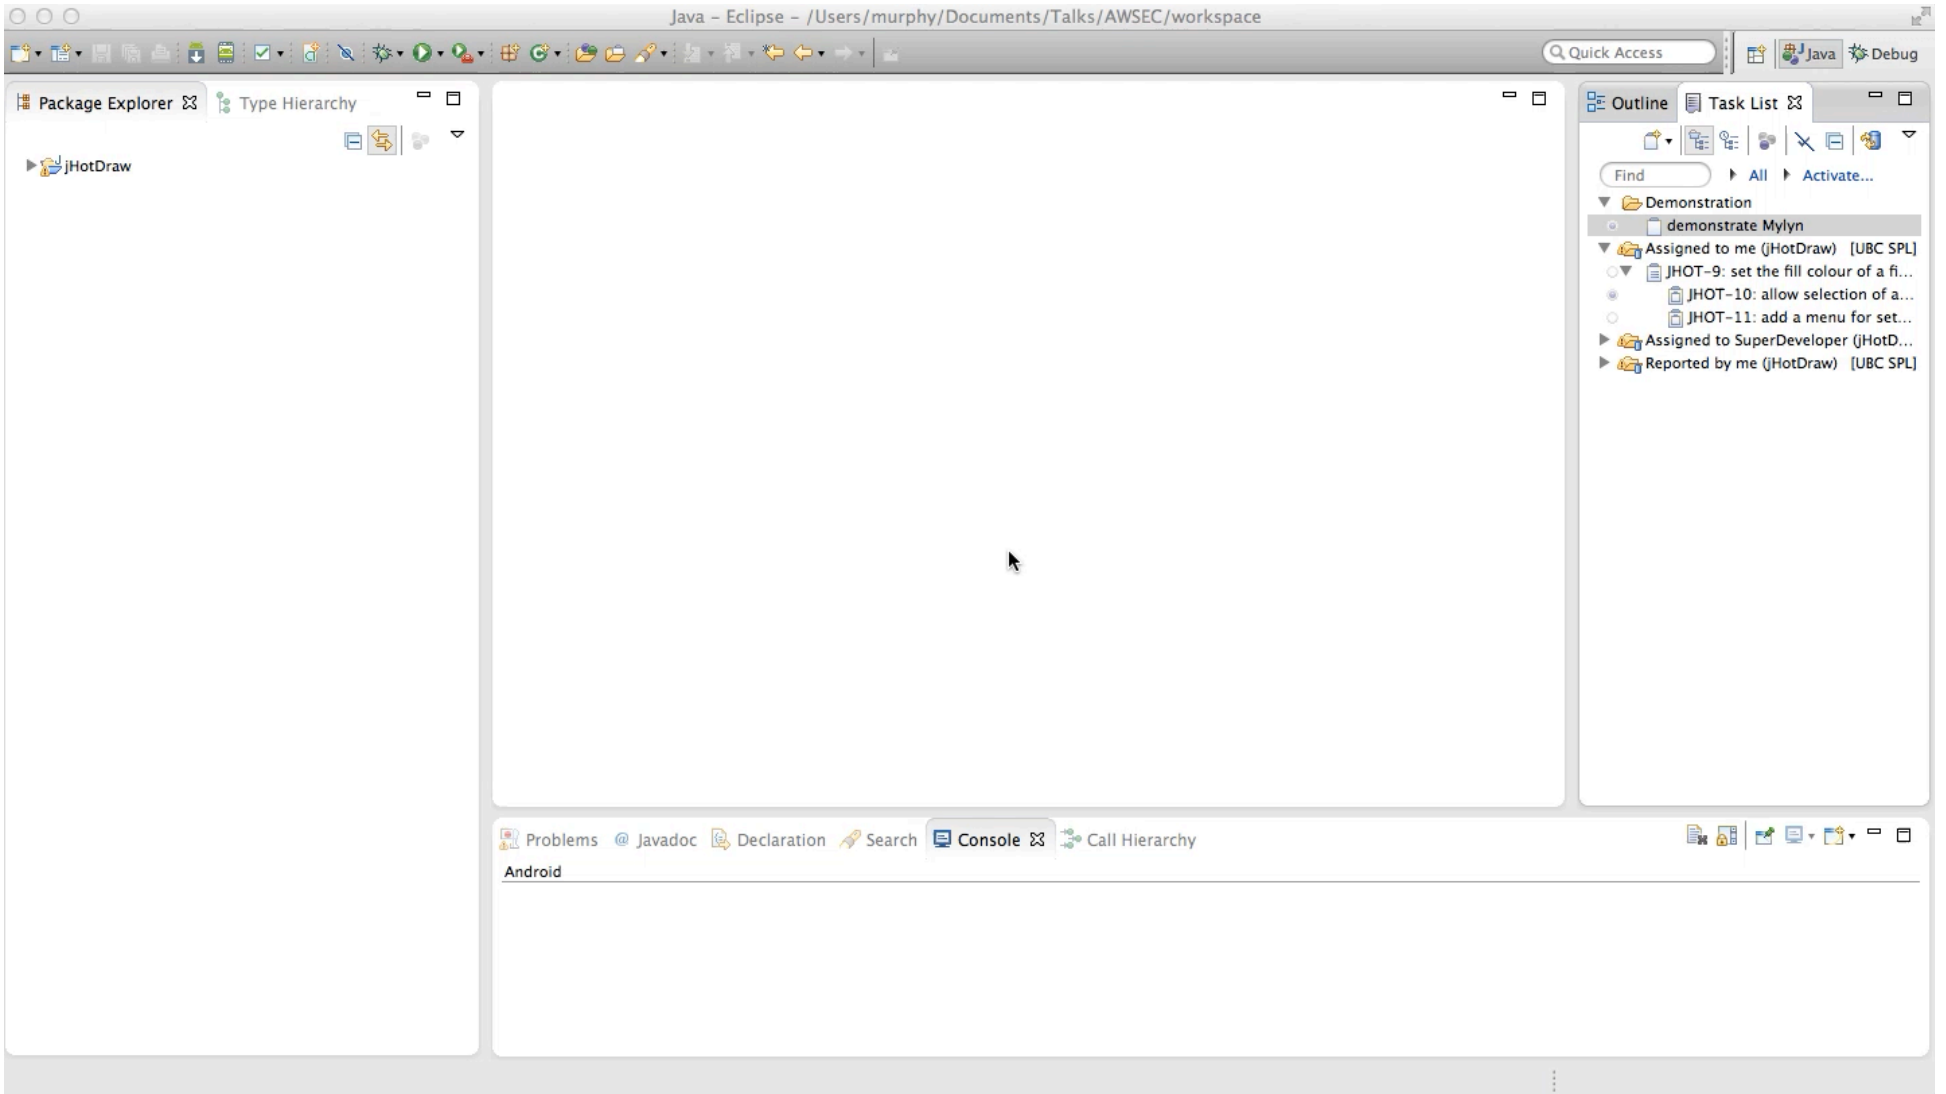 Java – Eclipse – /Users/murphy/Documents/Talks/AWSEC/workspace
Quick Access
Java
Debug
Package Explorer
Type Hierarchy
jHotDraw
Outline
Task List
Find
All
Activate...
Demonstration
demonstrate Mylyn
Assigned to me (jHotDraw) [UBC SPL]
JHOT-9: set the fill colour of a fi...
JHOT-10: allow selection of a...
JHOT-11: add a menu for set...
Assigned to SuperDeveloper (jHotD...
Reported by me (jHotDraw) [UBC SPL]
Problems
@ Javadoc
Declaration
Search
Console
Call Hierarchy
Android